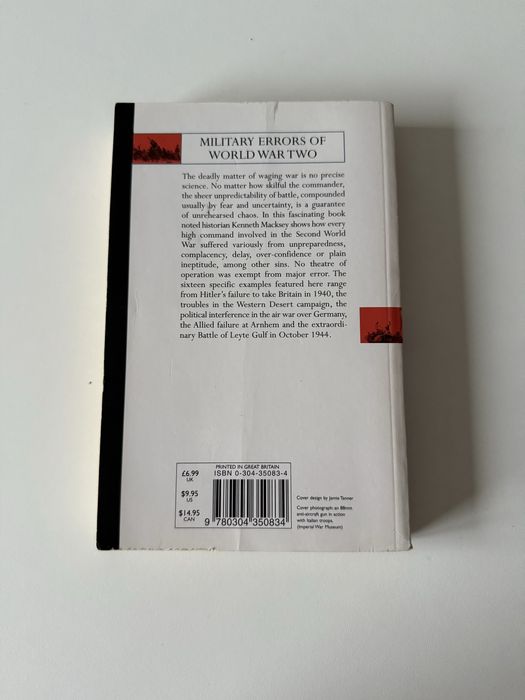 MILITARY ERRORS OF
WORLD WAR TWO
The deadly matter of waging war is no precise
science. No matter how skilful the commander,
the sheer unpredictability of battle, compounded
usually by fear and uncertainty, is a guarantee
of unrehearsed chaos. In this fascinating book
noted historian Kenneth Macksey shows how every
high command involved in the Second World
War suffered variously from unpreparedness,
complacency, delay, over-confidence or plain
ineptitude, among other sins. No theatre of
operation was exempt from major error. The
sixteen specific examples featured here range
from Hitler's failure to take Britain in 1940, the
troubles in the Western Desert campaign, the
political interference in the air war over Germany,
the Allied failure at Arnhem and the extraordi-
nary Battle of Leyte Gulf in October 1944.
£6.99
UK
$9.95
US
$14.95
CAN
PRINTED IN GREAT BRITAIN
ISBN 0-304-35083-4
9 780304 350834
Cover design by Jamie Tanner
Cover photograph: an 88mm
anti-aircraft gun in action
with Italian troops.
(Imperial War Museum)